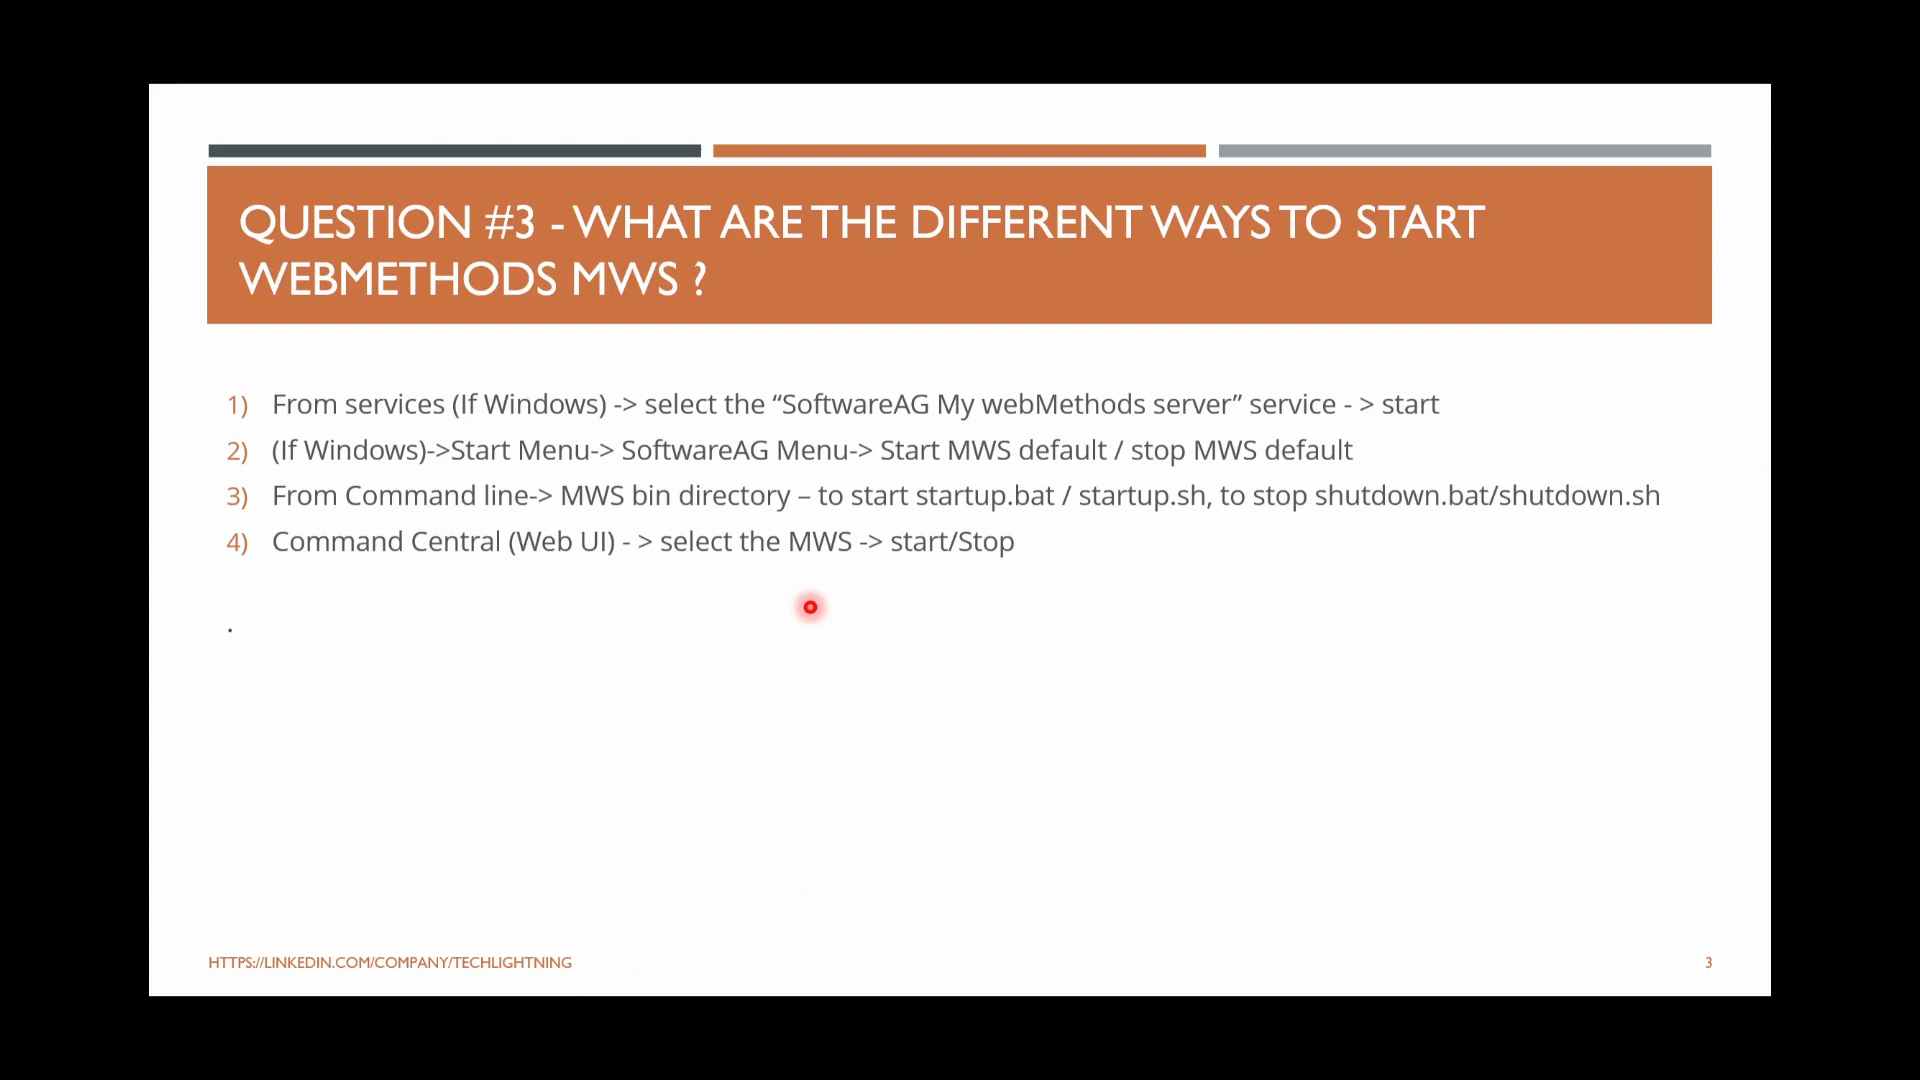 QUESTION #3 - WHAT ARE THE DIFFERENT WAYS TO START
WEBMETHODS MWS ?
1) From services (If Windows) -> select the “SoftwareAG My webMethods server” service - > start
2) (If Windows)->Start Menu-> SoftwareAG Menu-> Start MWS default / stop MWS default
3) From Command line-> MWS bin directory – to start startup.bat / startup.sh, to stop shutdown.bat/shutdown.sh
4) Command Central (Web UI) - > select the MWS -> start/Stop
.
HTTPS://LINKEDIN.COM/COMPANY/TECHLIGHTNING
3